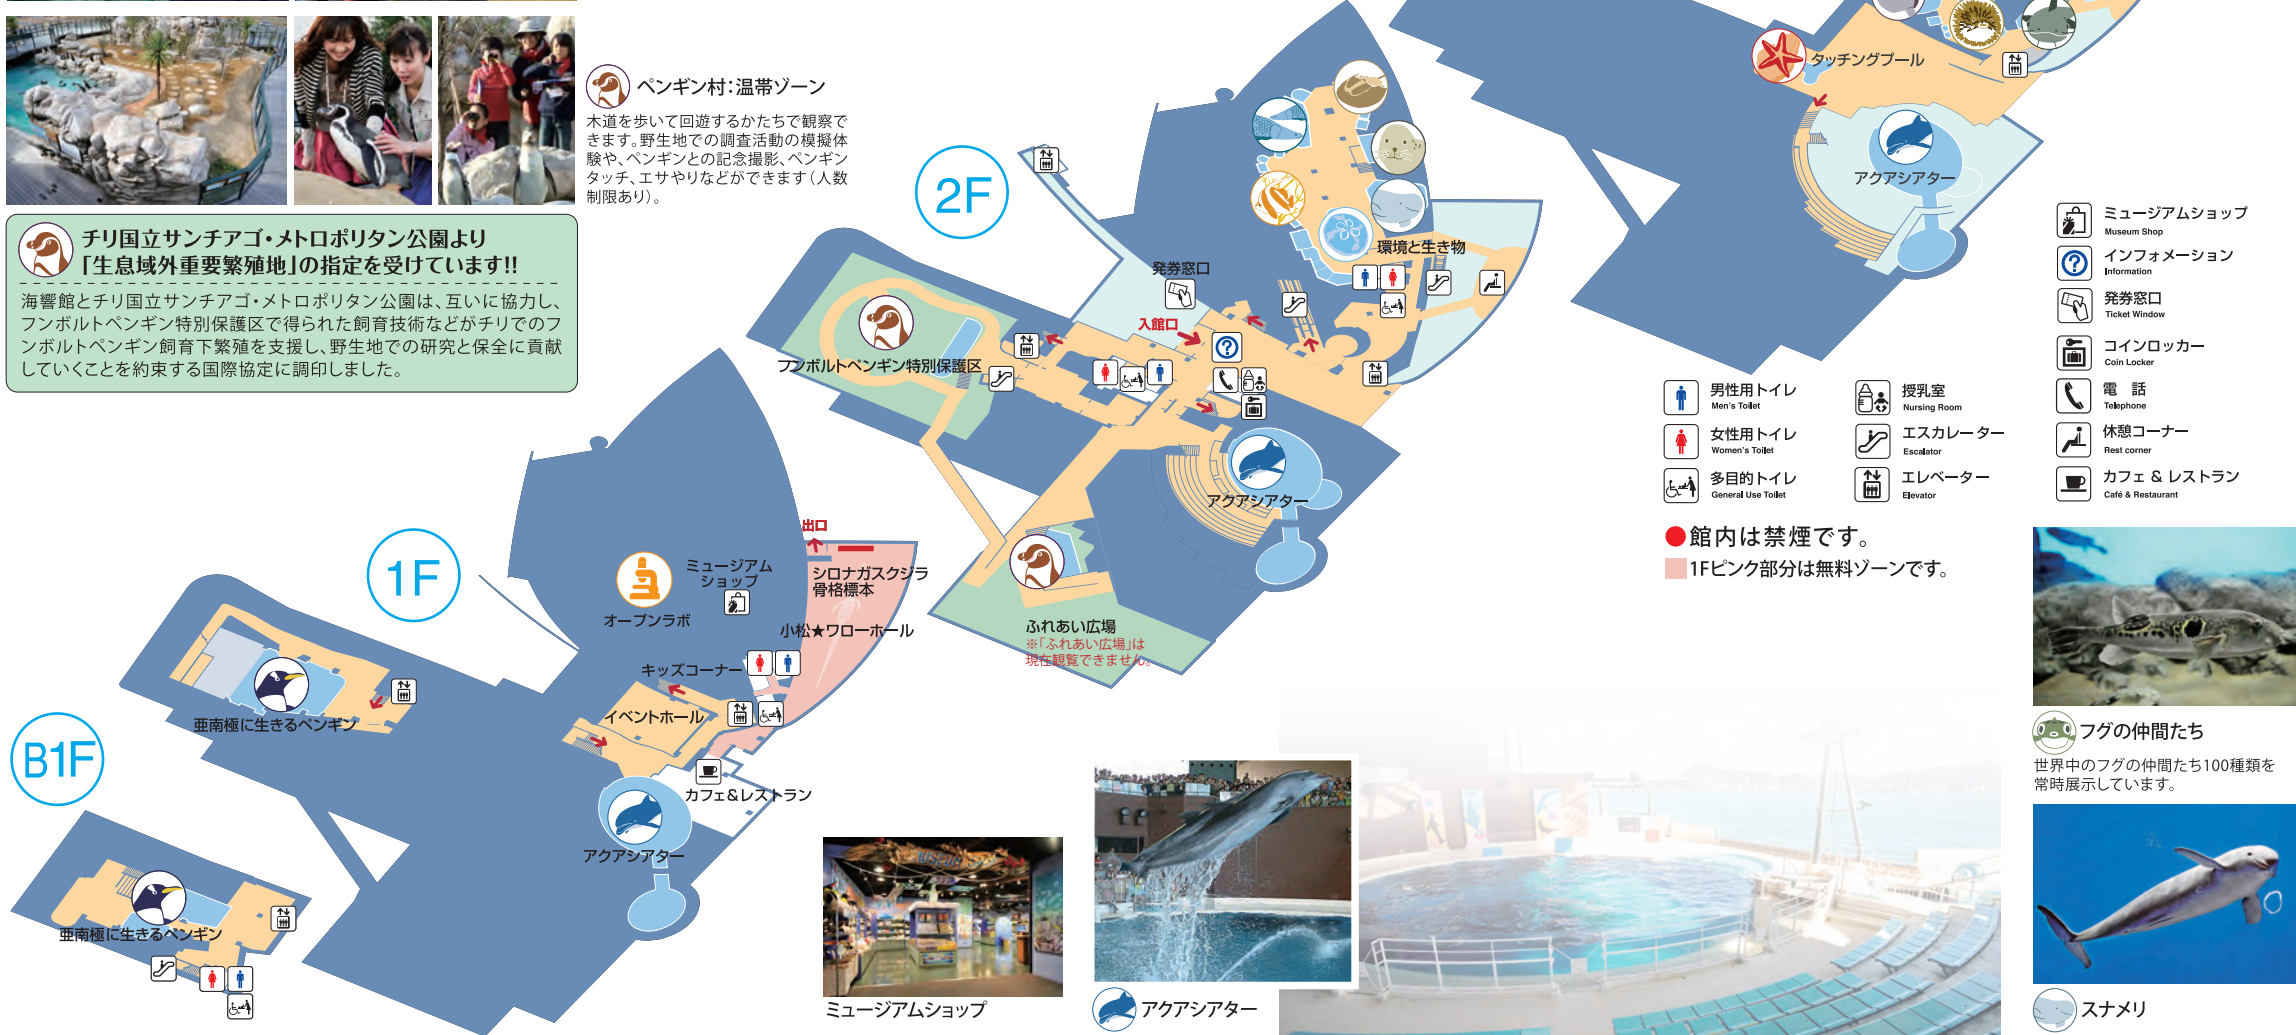 ペンギン村：温帯ゾーン
木道を歩いて回遊するかたちで観察で
きます。野生地での調査活動の模擬体
験や、ペンギンとの記念撮影、ペンギン
タッチ、エサやりなどができます（人数
制限あり）。
チリ国立サンチアゴ・メトロポリタン公園より
「生息域外重要繁殖地」の指定を受けています!!
海響館とチリ国立サンチアゴ・メトロポリタン公園は、互いに協力し、
フンボルトペンギン特別保護区で得られた飼育技術などがチリでのフ
ンボルトペンギン飼育下繁殖を支援し、野生地での研究と保全に貢献
していくことを約束する国際協定に調印しました。
タッチングプール
アクアシアター
2F
環境と生き物
発券窓口
入館口
フンボルトペンギン特別保護区
アクアシアター
ふれあい広場
※「ふれあい広場」は
現在観覧できません。
1F
出口
ミュージアム
ショップ
シロナガスクジラ
骨格標本
オープンラボ
小松★ワローホール
キッズコーナー
イベントホール
亜南極に生きるペンギン
カフェ&レストラン
アクアシアター
B1F
亜南極に生きるペンギン
男性用トイレ
Men's Toilet
女性用トイレ
Women's Toilet
多目的トイレ
General Use Toilet
授乳室
Nursing Room
エスカレーター
Escalator
エレベーター
Elevator
ミュージアムショップ
Museum Shop
インフォメーション
Information
発券窓口
Ticket Window
コインロッカー
Coin Locker
電　話
Telephone
休憩コーナー
Rest corner
カフェ & レストラン
Café & Restaurant
●館内は禁煙です。
1Fピンク部分は無料ゾーンです。
フグの仲間たち
世界中のフグの仲間たち100種類を
常時展示しています。
スナメリ
ミュージアムショップ
アクアシアター